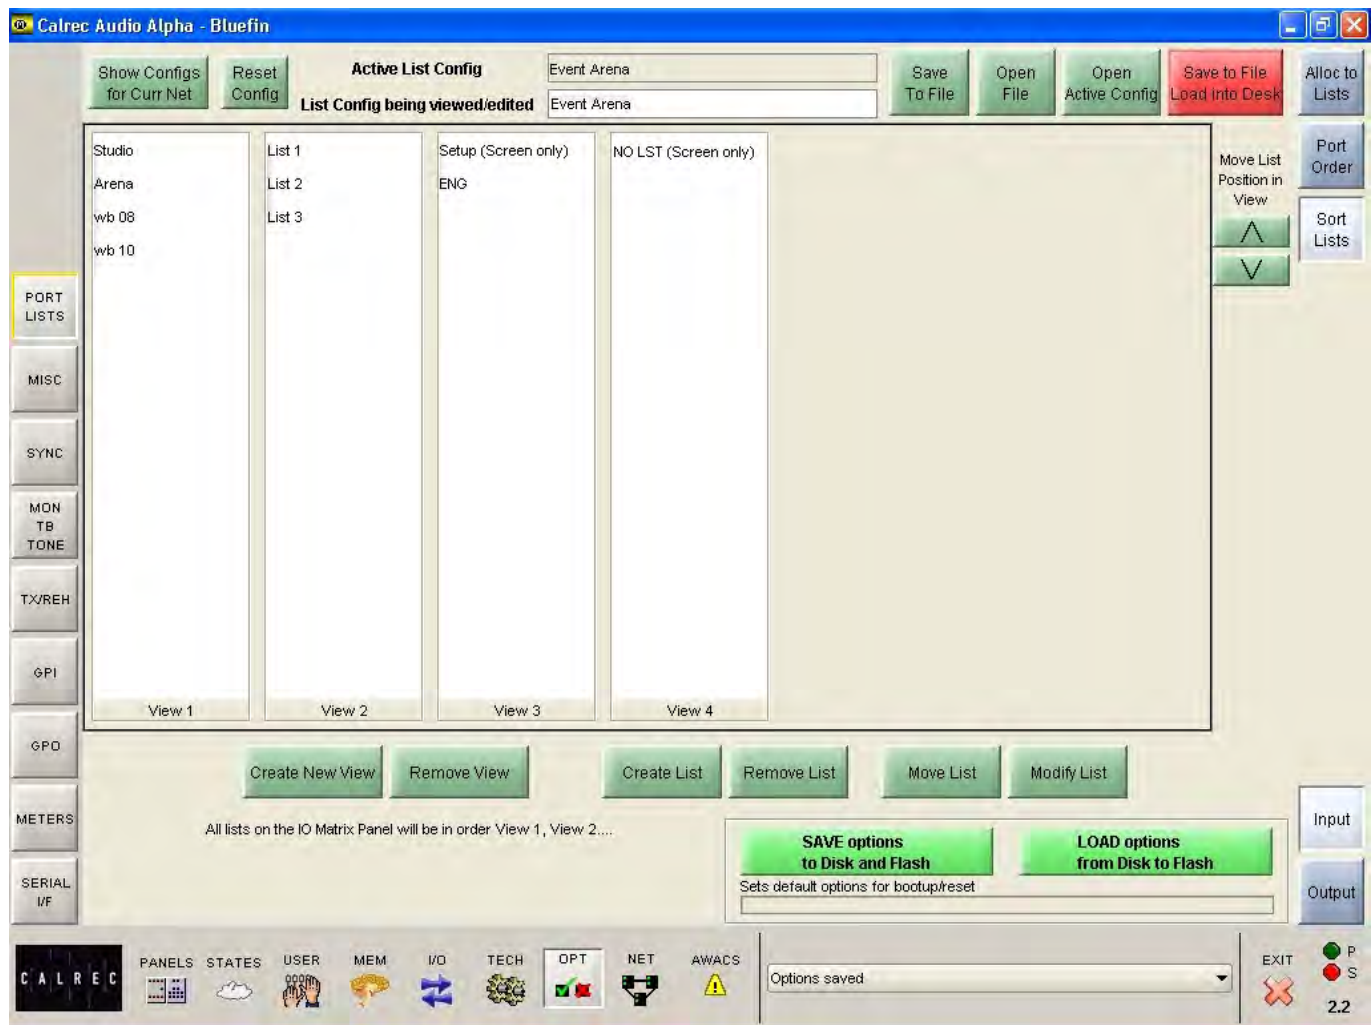 Calrec Audio Alpha - Bluefin
Show Configs
for Curr Net
Reset
Config
Active List Config
Event Arena
List Config being viewed/edited
Event Arena
Save
To File
Open
File
Open
Active Config
Save to File
Load into Desk
Alloc to
Lists
Studio
Arena
wb 08
wb 10
View 1
List 1
List 2
List 3
View 2
Setup (Screen only)
ENG
View 3
NO LST (Screen only)
View 4
Move List
Position in
View
Port
Order
Sort
Lists
PORT
LISTS
MISC
SYNC
MON
TB
TONE
TX/REH
GPI
GPO
METERS
SERIAL
I/F
Create New View
Remove View
Create List
Remove List
Move List
Modify List
All lists on the IO Matrix Panel will be in order View 1, View 2....
SAVE options
to Disk and Flash
LOAD options
from Disk to Flash
Sets default options for bootup/reset
Input
Output
CALREC
PANELS
STATES
USER
MEM
I/O
TECH
OPT
NET
AWACS
Options saved
EXIT
P
S
2.2